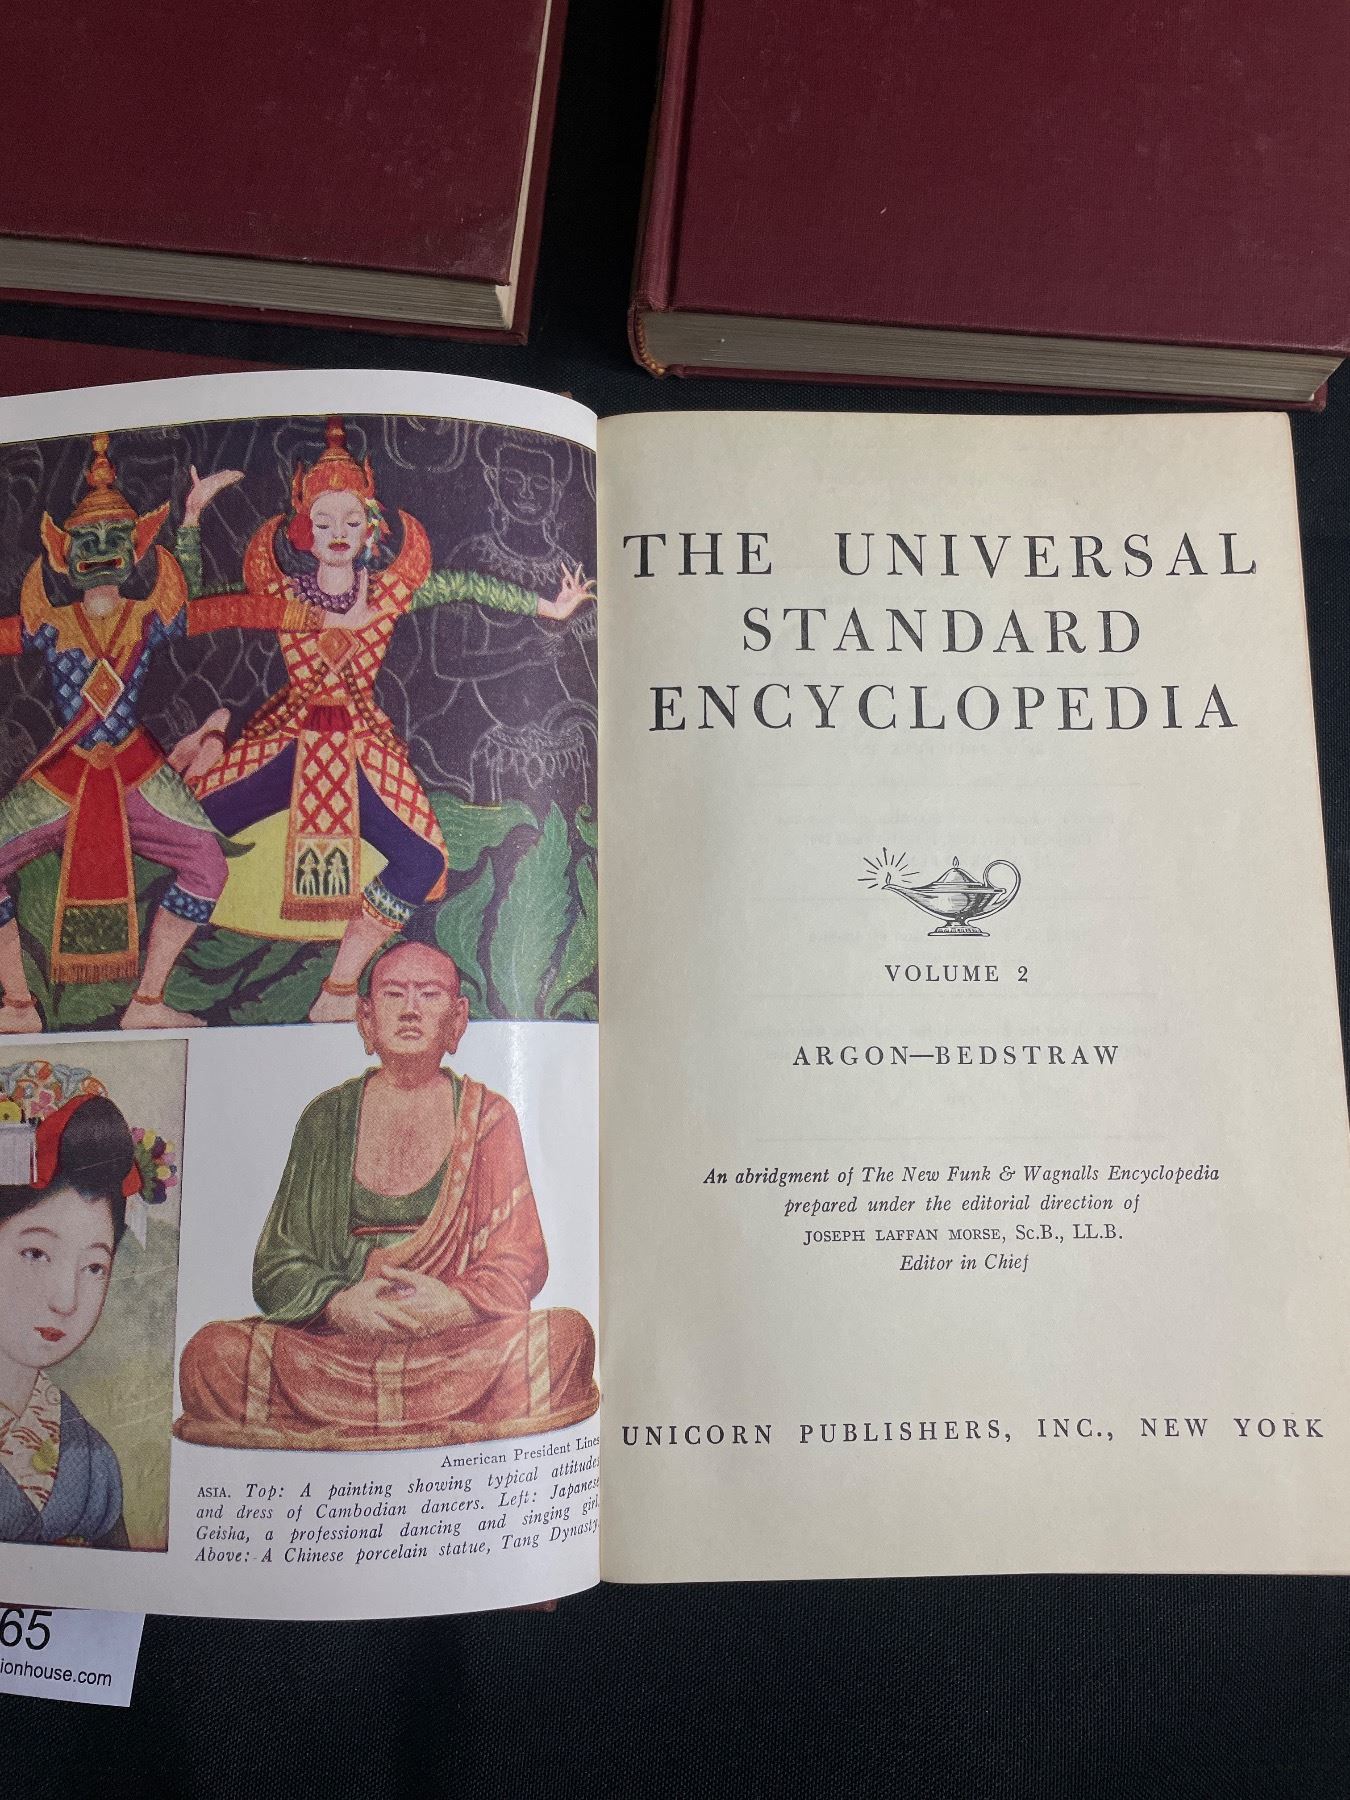 American President Lines
ASIA. Top: A painting showing typical attitudes
and dress of Cambodian dancers. Left: Japanese
Geisha, a professional dancing and singing girl.
Above: A Chinese porcelain statue, Tang Dynasty.
THE UNIVERSAL
STANDARD
ENCYCLOPEDIA
VOLUME 2
ARGON—BEDSTRAW
An abridgment of The New Funk & Wagnalls Encyclopedia
prepared under the editorial direction of
JOSEPH LAFFAN MORSE, Sc.B., LL.B.
Editor in Chief
UNICORN PUBLISHERS, INC., NEW YORK
65
ionhouse.com